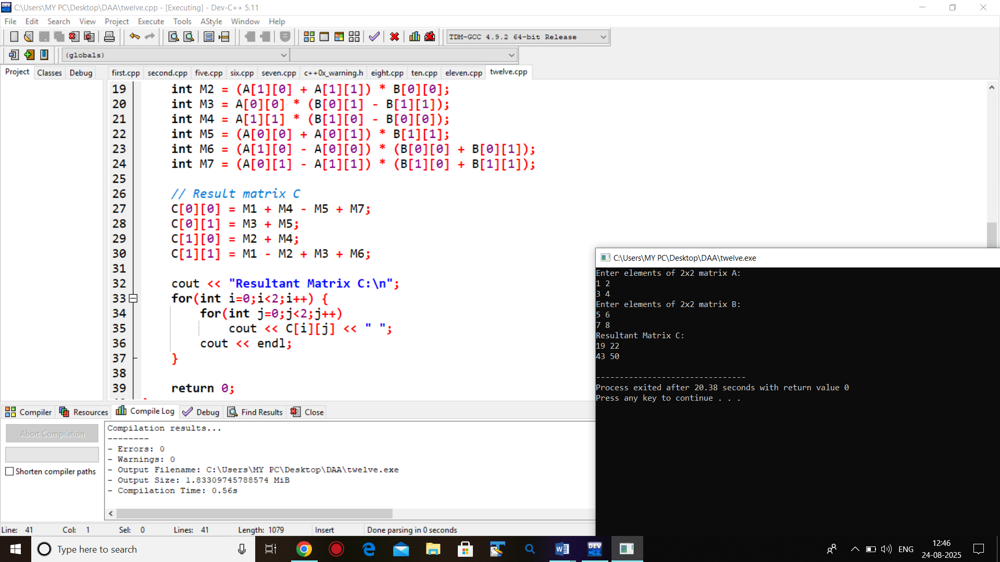 C:\Users\MY PC\Desktop\DAA\twelve.cpp - [Executing] - Dev-C++ 5.11
File Edit Search View Project Execute Tools AStyle Window Help
TDM-GCC 4.9.2 64-bit Release
(globals)
Project Classes Debug
first.cpp second.cpp five.cpp six.cpp seven.cpp c++0x_warning.h eight.cpp ten.cpp eleven.cpp twelve.cpp
19 int M2 = (A[1][0] + A[1][1]) * B[0][0];
20 int M3 = A[0][0] * (B[0][1] - B[1][1]);
21 int M4 = A[1][1] * (B[1][0] - B[0][0]);
22 int M5 = (A[0][0] + A[0][1]) * B[1][1];
23 int M6 = (A[1][0] - A[0][0]) * (B[0][0] + B[0][1]);
24 int M7 = (A[0][1] - A[1][1]) * (B[1][0] + B[1][1]);
25
26 // Result matrix C
27 C[0][0] = M1 + M4 - M5 + M7;
28 C[0][1] = M3 + M5;
29 C[1][0] = M2 + M4;
30 C[1][1] = M1 - M2 + M3 + M6;
31
32 cout << "Resultant Matrix C:\n";
33 for(int i=0;i<2;i++) {
34 for(int j=0;j<2;j++)
35 cout << C[i][j] << " ";
36 cout << endl;
37 }
38
39 return 0;
C:\Users\MY PC\Desktop\DAA\twelve.exe
Enter elements of 2x2 matrix A:
1 2
3 4
Enter elements of 2x2 matrix B:
5 6
7 8
Resultant Matrix C:
19 22
43 50
--------------------------------
Process exited after 20.38 seconds with return value 0
Press any key to continue . . .
Compiler Resources Compile Log Debug Find Results Close
Abort Compilation
Shorten compiler paths
Compilation results...
--------
- Errors: 0
- Warnings: 0
- Output Filename: C:\Users\MY PC\Desktop\DAA\twelve.exe
- Output Size: 1.83309745788574 MiB
- Compilation Time: 0.56s
Line: 41 Col: 1 Sel: 0 Lines: 41 Length: 1079 Insert Done parsing in 0 seconds
Type here to search
DEV C++
ENG
12:46
24-08-2025